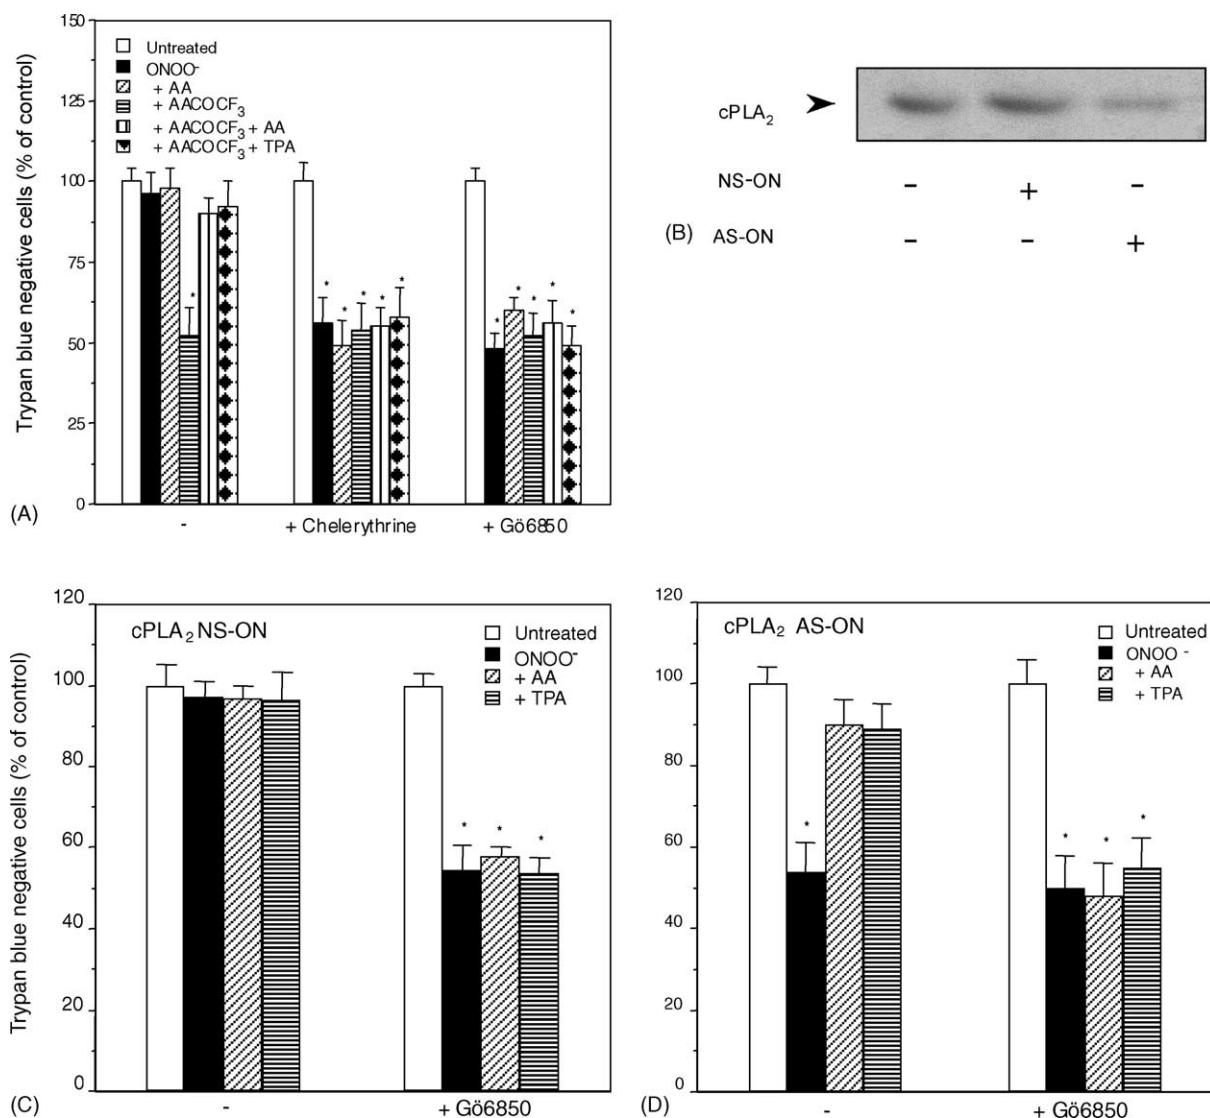 150
125
100
75
50
25
0
Trypan blue negative cells (% of control)
Untreated
ONOO⁻
+ AA
+ AACOCF₃
+ AACOCF₃ + AA
+ AACOCF₃ + TPA
* * * * * * * * * * *
- + Chelerythrine + Gö6850
(A)
cPLA₂
NS-ON - + -
AS-ON - - +
(B)
120
100
80
60
40
20
0
Trypan blue negative cells (% of control)
cPLA₂ NS-ON
Untreated
ONOO⁻
+ AA
+ TPA
* * *
- + Gö6850
(C)
120
100
80
60
40
20
0
cPLA₂ AS-ON
Untreated
ONOO⁻
+ AA
+ TPA
* * * *
- + Gö6850
(D)